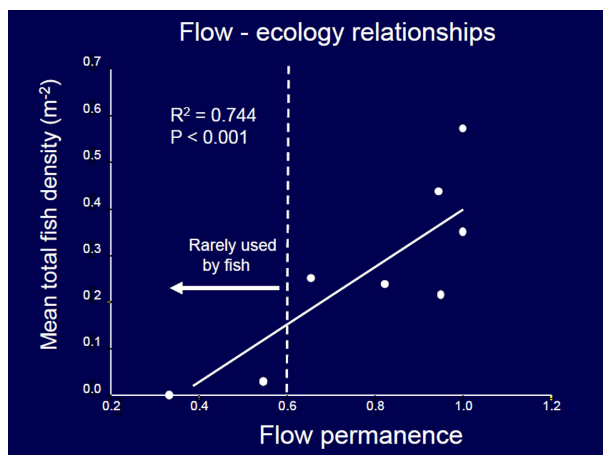 Flow - ecology relationships
Mean total fish density (m⁻²)
0.7
0.6
0.5
0.4
0.3
0.2
0.1
0.0
R² = 0.744
P < 0.001
Rarely used
by fish
0.2 0.4 0.6 0.8 1.0 1.2
Flow permanence